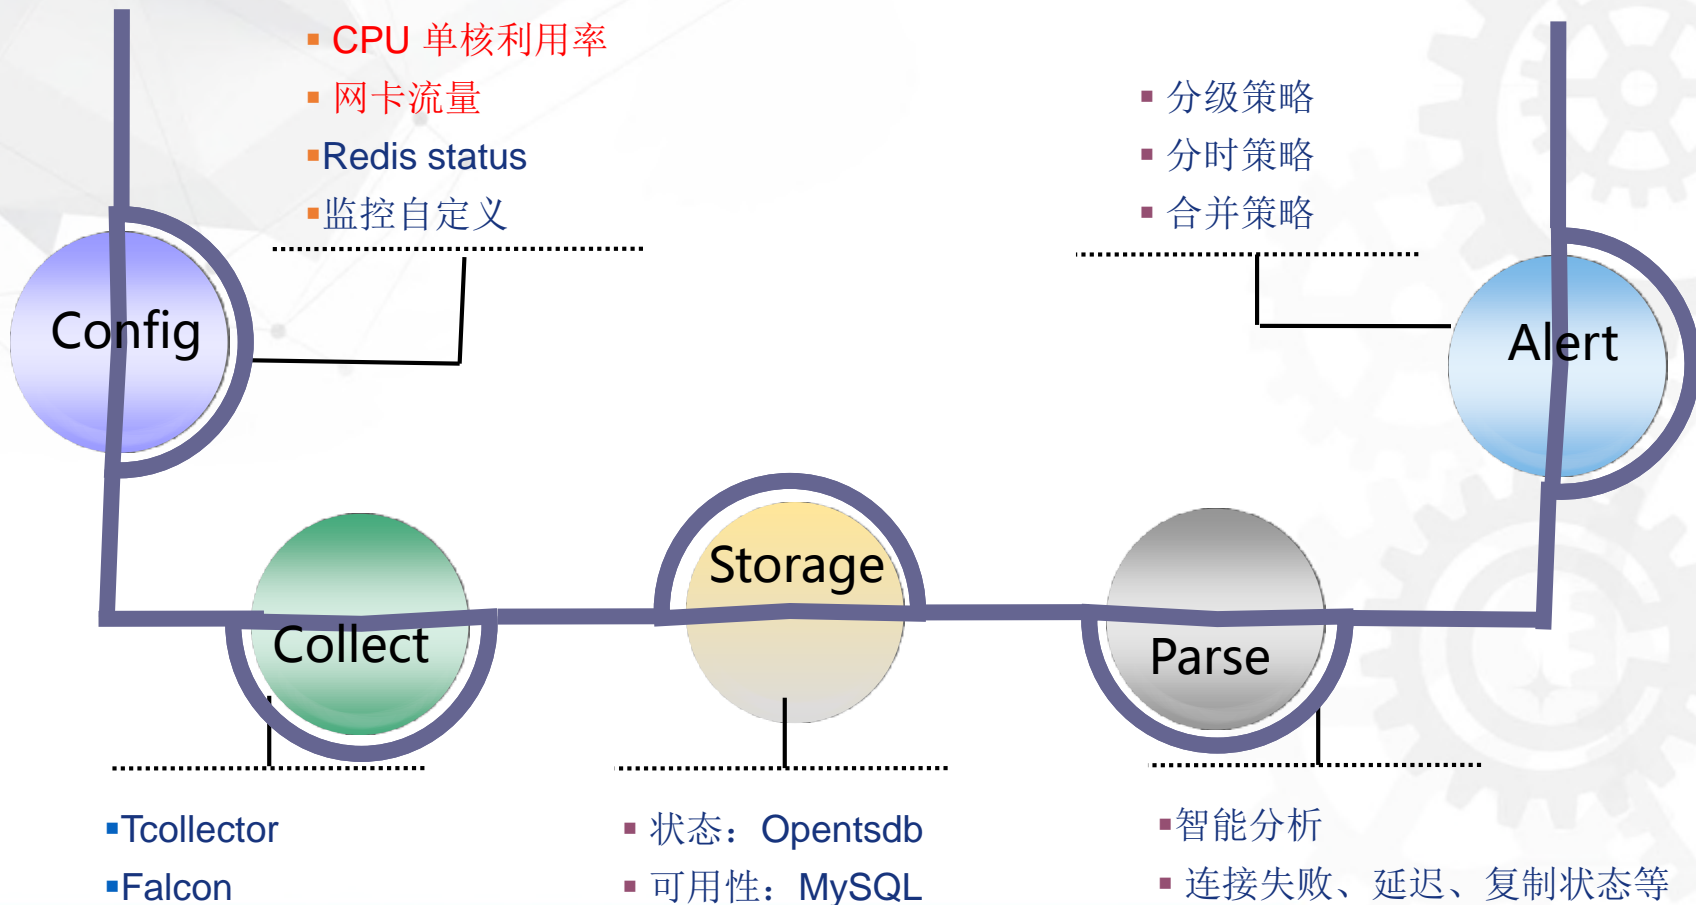 CPU 单核利用率
网卡流量
Redis status
监控自定义
分级策略
分时策略
合并策略
Config
Alert
Storage
Collect
Parse
Tcollector
Falcon
状态：Opentsdb
可用性：MySQL
智能分析
连接失败、延迟、复制状态等